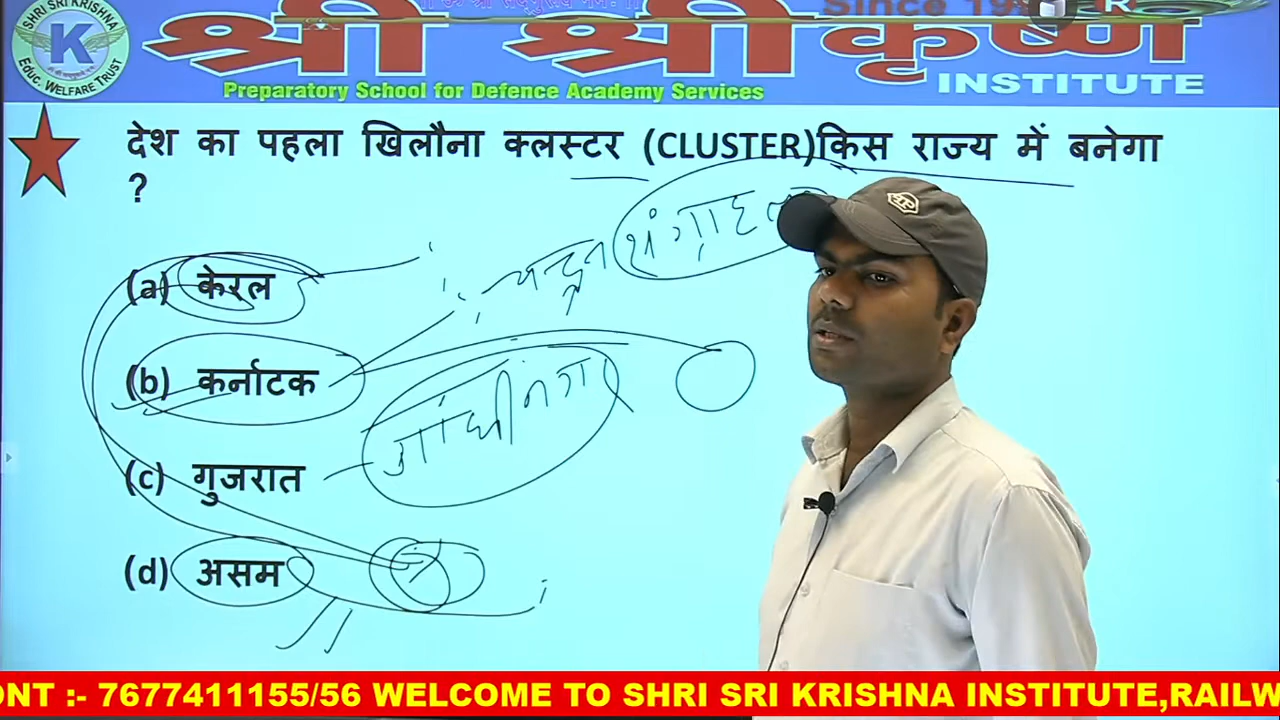 Since
SHRI SRI KRISHNA
K
Educ. WELFARE TRUST
श्री श्रीकृष्ण
INSTITUTE
Preparatory School for Defence Academy Services
देश का पहला खिलौना क्लस्टर (CLUSTER)किस राज्य में बनेगा
?
(a) केरल
(b) कर्नाटक
(c) गुजरात
(d) असम
ONT :- 7677411155/56 WELCOME TO SHRI SRI KRISHNA INSTITUTE,RAILW